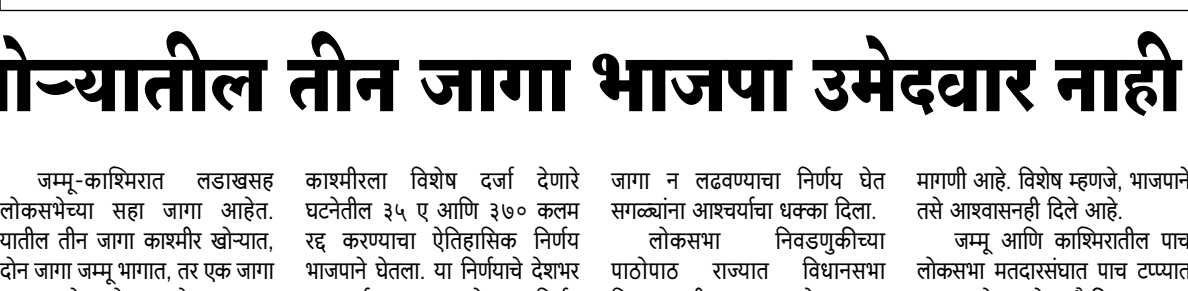 तीन जागा भाजपा उमेदवार नाही
जम्मू-काश्मिरात लडाखसह
लोकसभेच्या सहा जागा आहेत.
यातील तीन जागा काश्मीर खोऱ्यात,
दोन जागा जम्मू भागात, तर एक जागा
काश्मीरला विशेष दर्जा देणारे
घटनेतील ३५ ए आणि ३७० कलम
रद्द करण्याचा ऐतिहासिक निर्णय
भाजपाने घेतला. या निर्णयाचे देशभर
जागा न लढवण्याचा निर्णय घेत
सगळ्यांना आश्चर्याचा धक्का दिला.
लोकसभा निवडणुकीच्या
पाठोपाठ राज्यात विधानसभा
मागणी आहे. विशेष म्हणजे, भाजपाने
तसे आश्वासनही दिले आहे.
जम्मू आणि काश्मिरातील पाच
लोकसभा मतदारसंघात पाच टप्प्यात